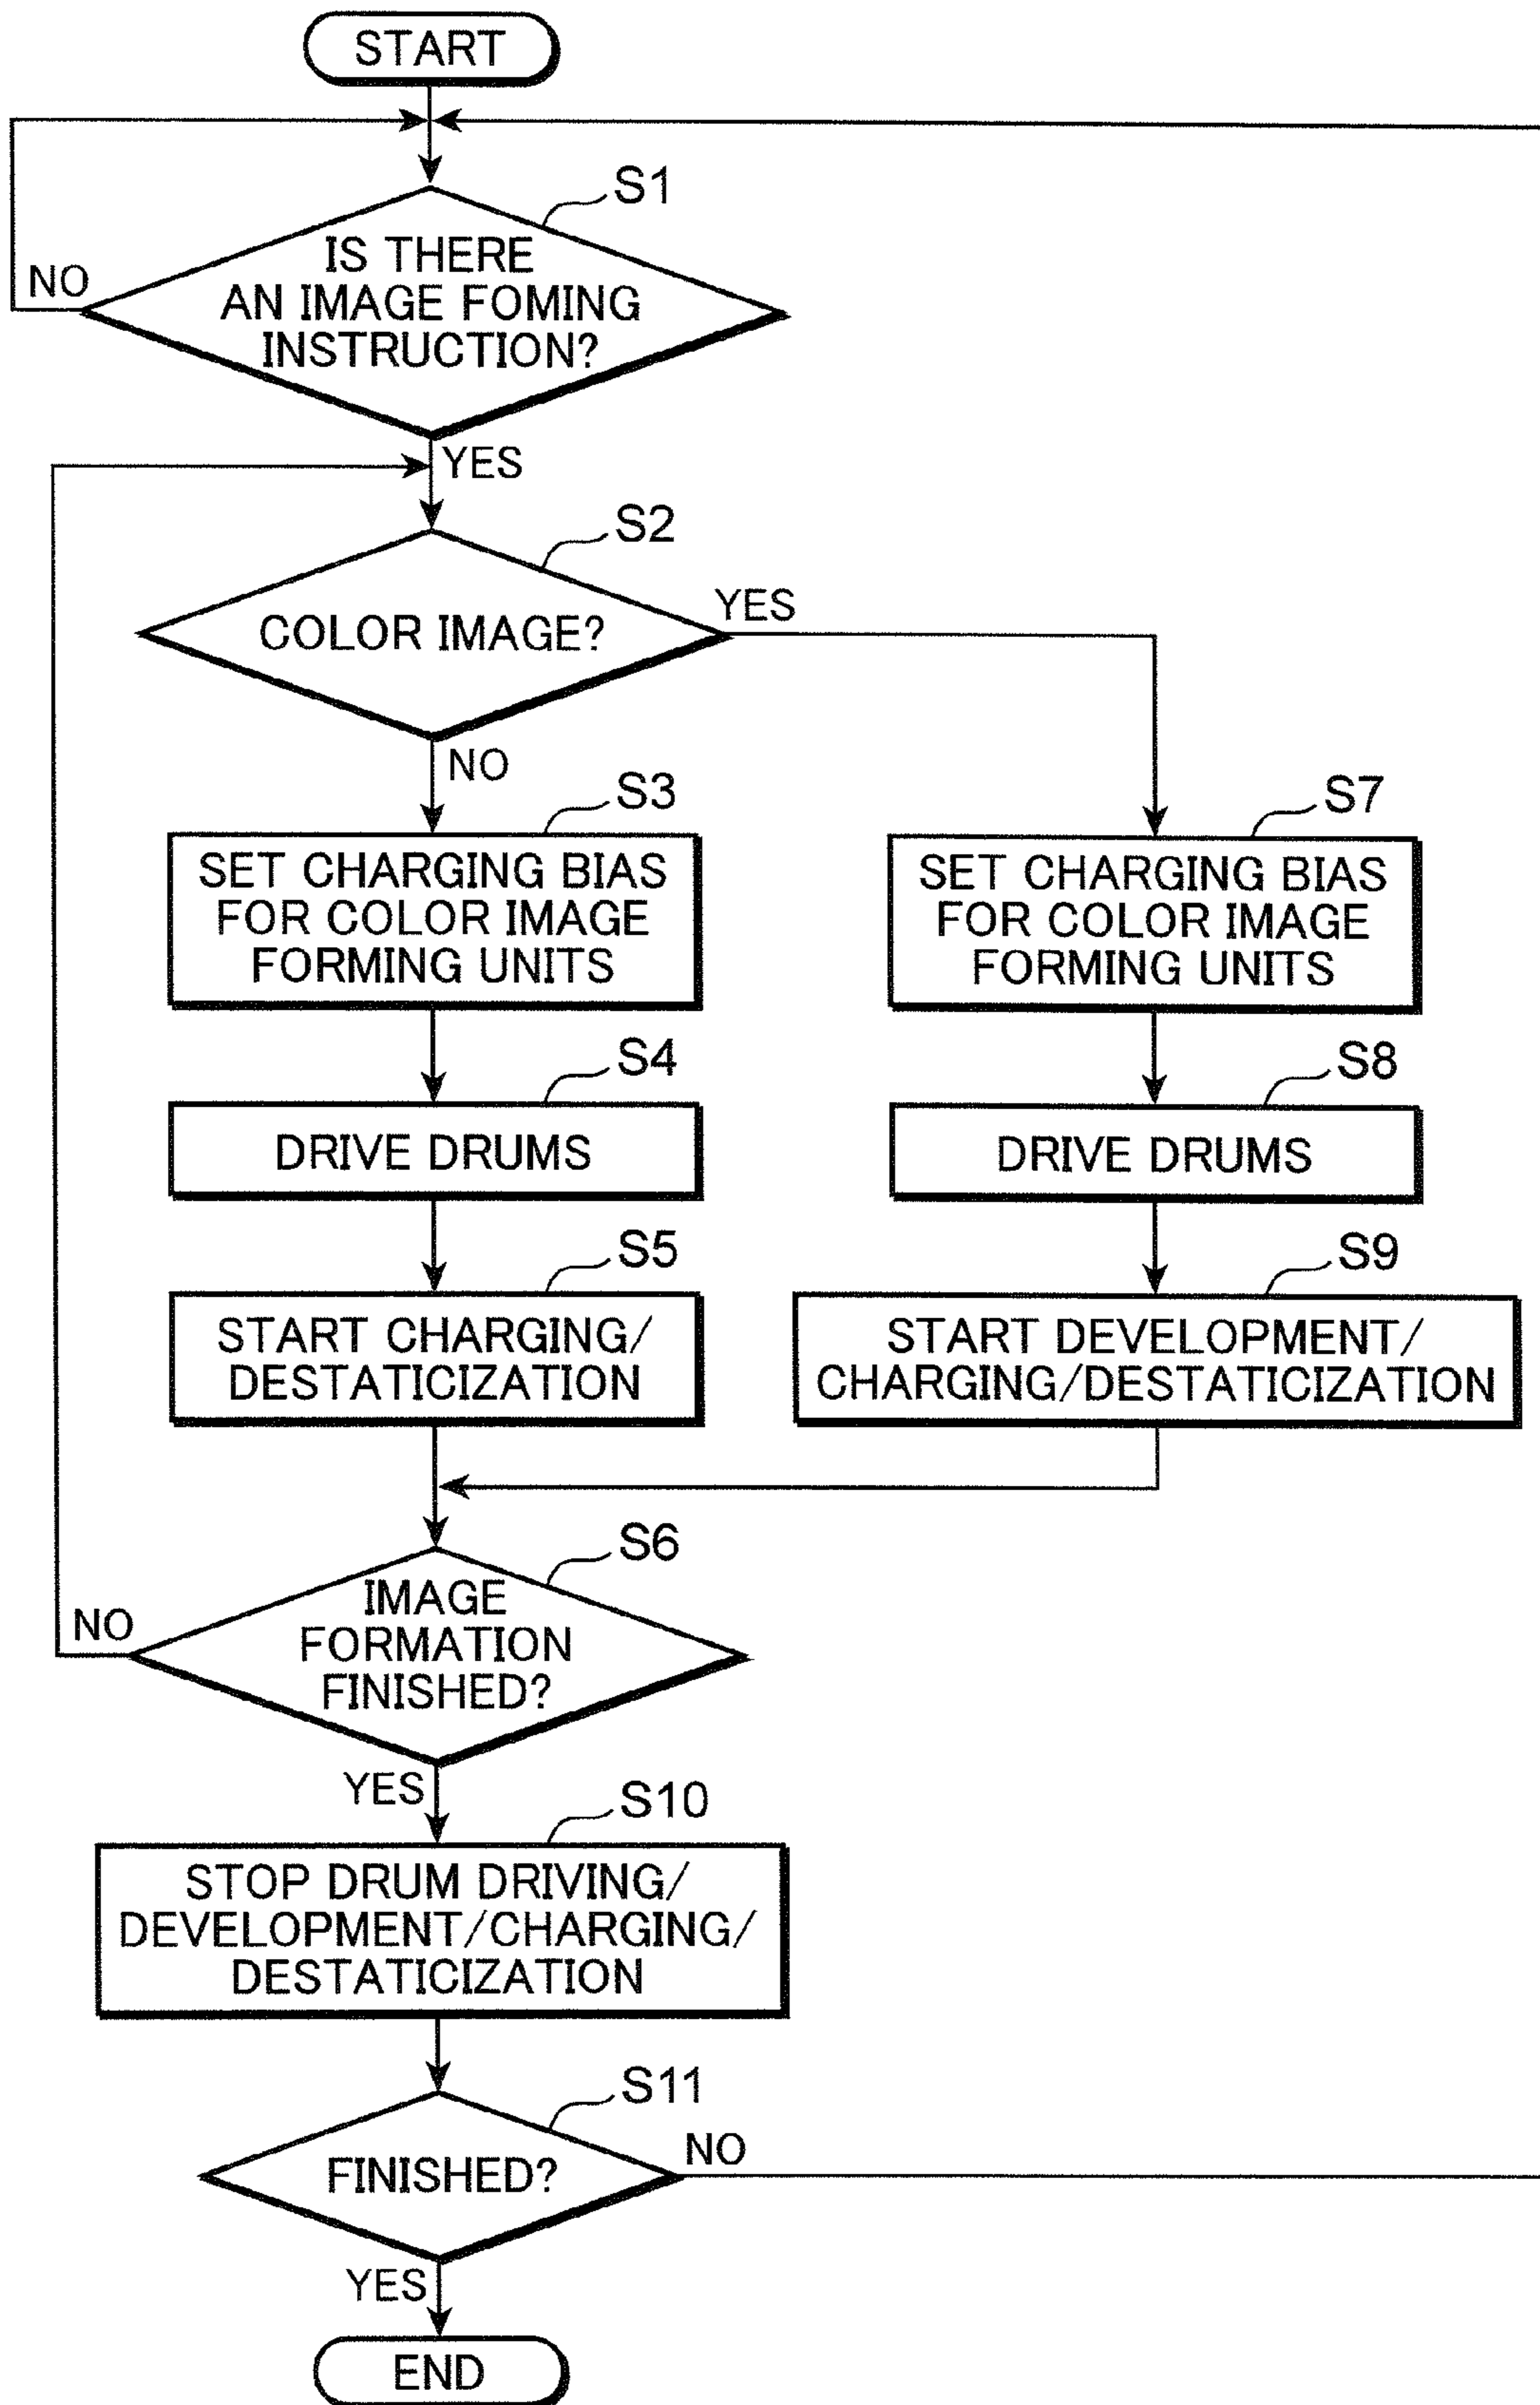 START
S1
IS THERE
AN IMAGE FOMING
INSTRUCTION?
NO
YES
S2
COLOR IMAGE?
YES
NO
S3
SET CHARGING BIAS
FOR COLOR IMAGE
FORMING UNITS
S7
SET CHARGING BIAS
FOR COLOR IMAGE
FORMING UNITS
S4
DRIVE DRUMS
S8
DRIVE DRUMS
S5
START CHARGING/
DESTATICIZATION
S9
START DEVELOPMENT/
CHARGING/DESTATICIZATION
S6
IMAGE
FORMATION
FINISHED?
NO
YES
S10
STOP DRUM DRIVING/
DEVELOPMENT/CHARGING/
DESTATICIZATION
S11
FINISHED?
NO
YES
END